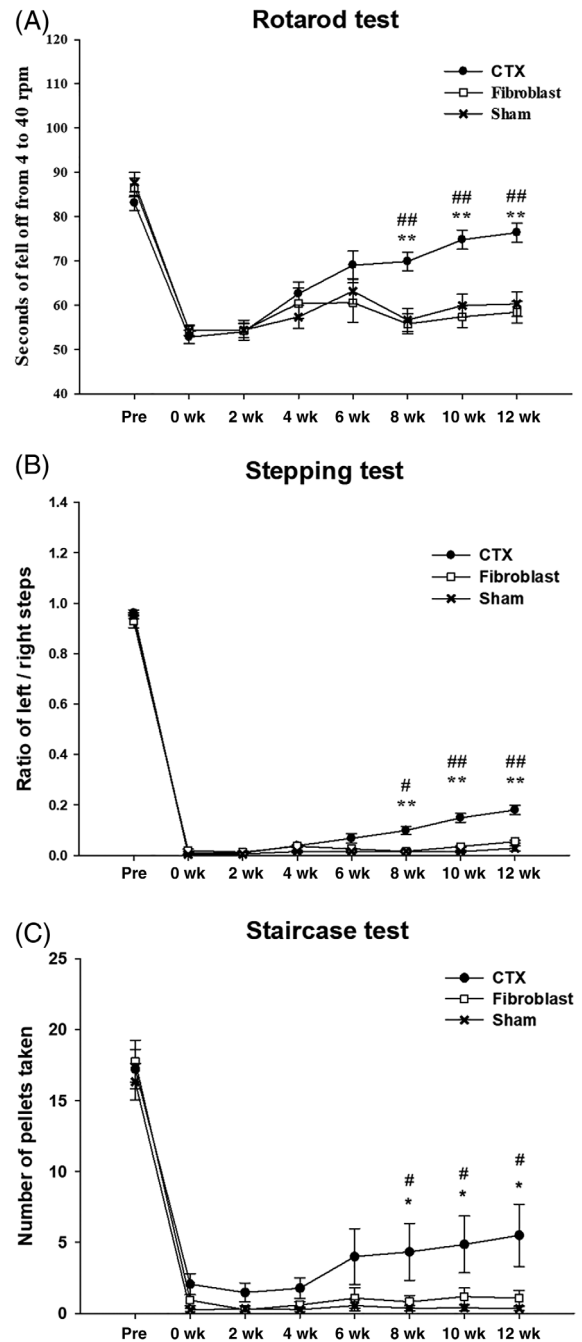 (A)
Rotarod test
120
110
100
90
80
70
60
50
40
Seconds of fell off from 4 to 40 rpm
CTX
Fibroblast
Sham
## ## ##
** ** **
Pre 0 wk 2 wk 4 wk 6 wk 8 wk 10 wk 12 wk
(B)
Stepping test
1.4
1.2
1.0
0.8
0.6
0.4
0.2
0.0
Ratio of left / right steps
CTX
Fibroblast
Sham
# ## ##
** ** **
Pre 0 wk 2 wk 4 wk 6 wk 8 wk 10 wk 12 wk
(C)
Staircase test
25
20
15
10
5
0
Number of pellets taken
CTX
Fibroblast
Sham
# # #
* * *
Pre 0 wk 2 wk 4 wk 6 wk 8 wk 10 wk 12 wk